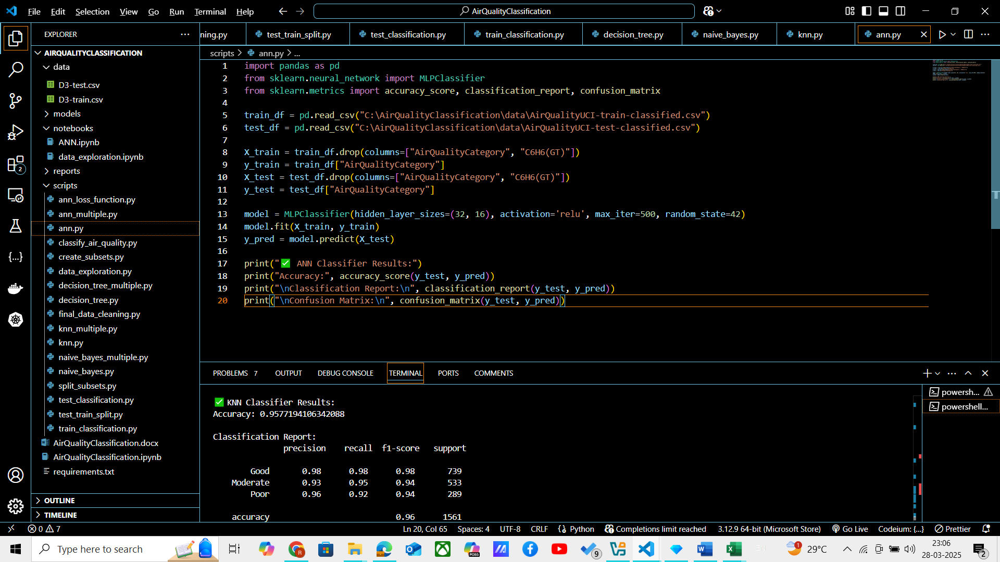 File Edit Selection View Go Run Terminal Help
AirQualityClassification
EXPLORER
ning.py test_train_split.py test_classification.py train_classification.py decision_tree.py naive_bayes.py knn.py ann.py
scripts > ann.py > ...
AIRQUALITYCLASSIFICATION
data
D3-test.csv
D3-train.csv
models
notebooks
ANN.ipynb
data_exploration.ipynb
reports
scripts
ann_loss_function.py
ann_multiple.py
ann.py
classify_air_quality.py
create_subsets.py
data_exploration.py
decision_tree_multiple.py
decision_tree.py
final_data_cleaning.py
knn_multiple.py
knn.py
naive_bayes_multiple.py
naive_bayes.py
split_subsets.py
test_classification.py
test_train_split.py
train_classification.py
AirQualityClassification.docx
AirQualityClassification.ipynb
requirements.txt
OUTLINE
TIMELINE
2
1 import pandas as pd
2 from sklearn.neural_network import MLPClassifier
3 from sklearn.metrics import accuracy_score, classification_report, confusion_matrix
4
5 train_df = pd.read_csv("C:\AirQualityClassification\data\AirQualityUCI-train-classified.csv")
6 test_df = pd.read_csv("C:\AirQualityClassification\data\AirQualityUCI-test-classified.csv")
7
8 X_train = train_df.drop(columns=["AirQualityCategory", "C6H6(GT)"])
9 y_train = train_df["AirQualityCategory"]
10 X_test = test_df.drop(columns=["AirQualityCategory", "C6H6(GT)"])
11 y_test = test_df["AirQualityCategory"]
12
13 model = MLPClassifier(hidden_layer_sizes=(32, 16), activation='relu', max_iter=500, random_state=42)
14 model.fit(X_train, y_train)
15 y_pred = model.predict(X_test)
16
17 print("✅ ANN Classifier Results:")
18 print("Accuracy:", accuracy_score(y_test, y_pred))
19 print("\nClassification Report:\n", classification_report(y_test, y_pred))
20 print("\nConfusion Matrix:\n", confusion_matrix(y_test, y_pred))
PROBLEMS 7 OUTPUT DEBUG CONSOLE TERMINAL PORTS COMMENTS
✅ KNN Classifier Results:
Accuracy: 0.9577194106342088
Classification Report:
precision recall f1-score support
Good 0.98 0.98 0.98 739
Moderate 0.93 0.95 0.94 533
Poor 0.96 0.92 0.94 289
accuracy 0.96 1561
powersh...
powershell...
0 7 Ln 20, Col 65 Spaces: 4 UTF-8 CRLF Python Completions limit reached 3.12.9 64-bit (Microsoft Store) Go Live Codeium: {...} Prettier
Type here to search
M365
9
1
29°C
23:06
28-03-2025
2